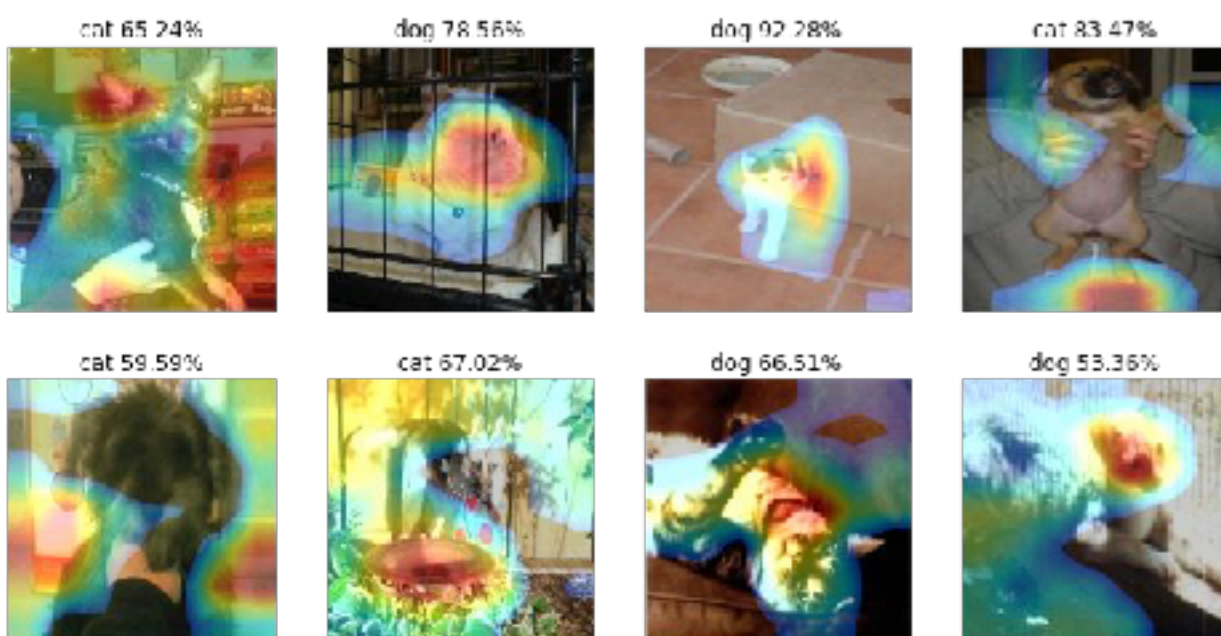 cat 65.24%
dog 78.56%
dog 92.28%
cat 83.47%
cat 59.59%
cat 67.02%
dog 66.51%
dog 53.36%